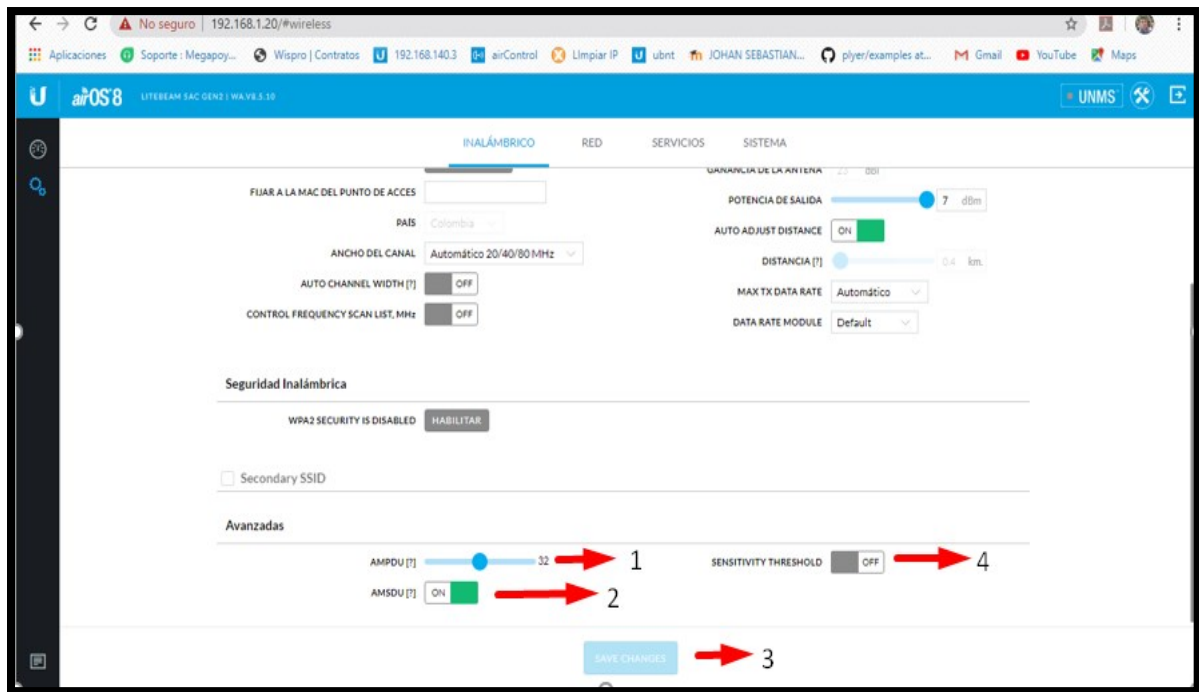 No seguro | 192.168.1.20/#wireless
Aplicaciones Soporte : Megapoy... Wispro | Contratos 192.168.140.3 airControl LImpiar IP ubnt JOHAN SEBASTIAN... plyer/examples at... Gmail YouTube Maps
airOS 8 LITEBEAM 5AC GEN2 | WA.V8.5.10 UNMS
INALÁMBRICO RED SERVICIOS SISTEMA
GANANCIA DE LA ANTENA 23 dBi
FIJAR A LA MAC DEL PUNTO DE ACCES
POTENCIA DE SALIDA 7 dBm
PAÍS Colombia
AUTO ADJUST DISTANCE ON
ANCHO DEL CANAL Automático 20/40/80 MHz
DISTANCIA [?] 0.4 km.
AUTO CHANNEL WIDTH [?] OFF
MAX TX DATA RATE Automático
CONTROL FREQUENCY SCAN LIST, MHz OFF
DATA RATE MODULE Default
Seguridad Inalámbrica
WPA2 SECURITY IS DISABLED HABILITAR
Secondary SSID
Avanzadas
AMPDU [?] 32 1
SENSITIVITY THRESHOLD OFF 4
AMSDU [?] ON 2
SAVE CHANGES 3